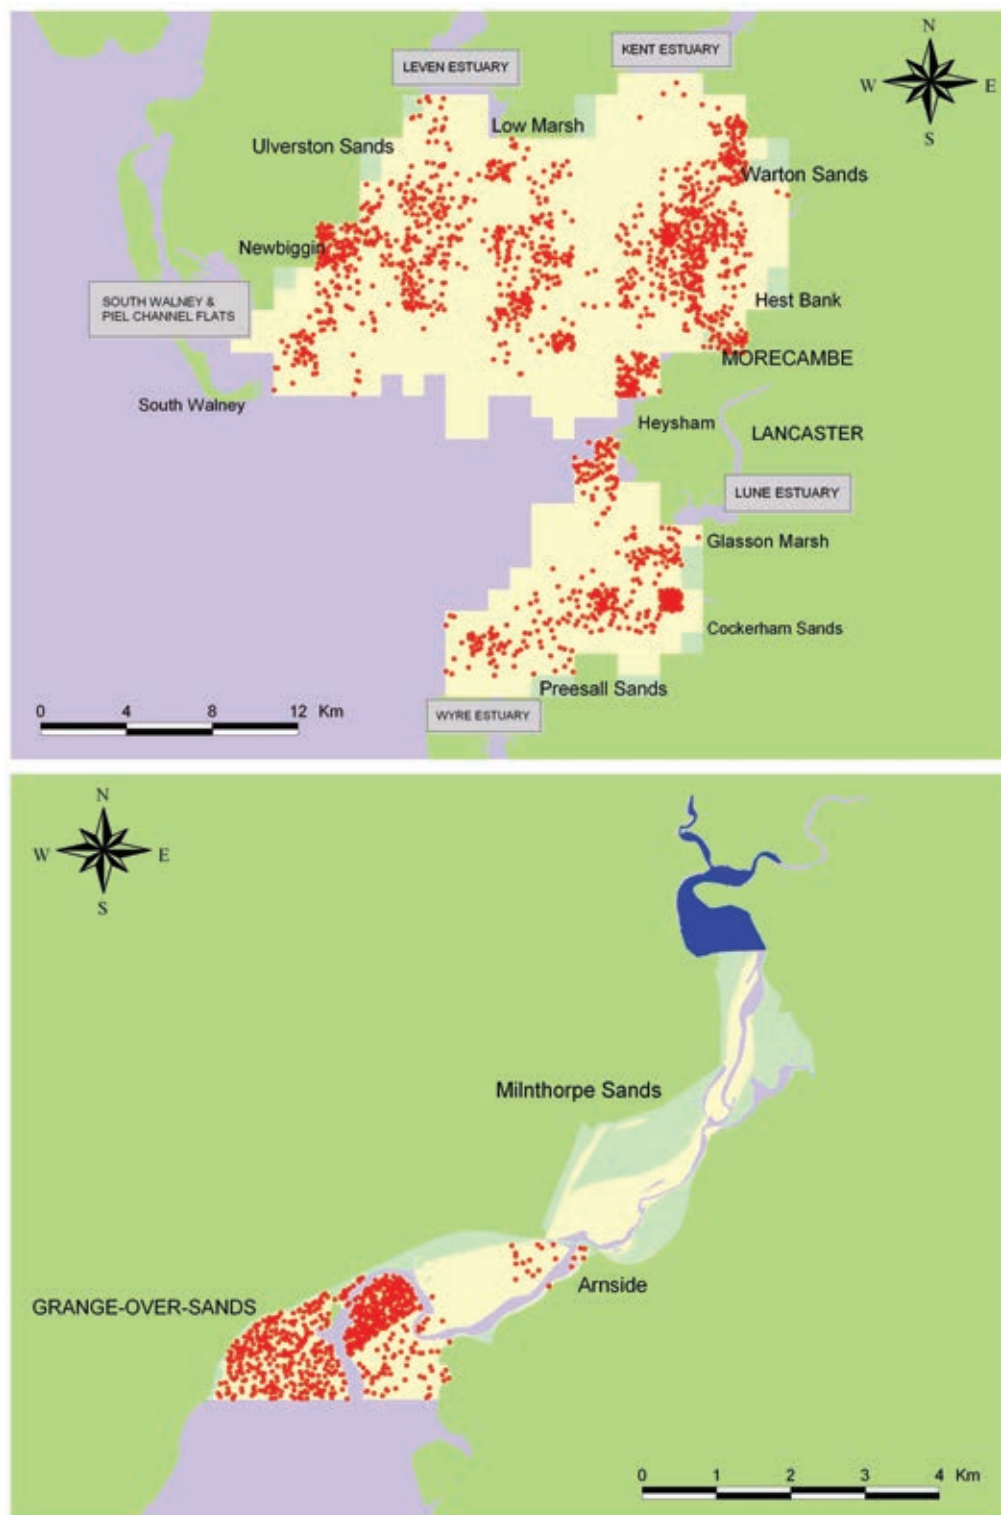 KENT ESTUARY
N
LEVEN ESTUARY
W
E
Low Marsh
S
Ulverston Sands
Warton Sands
Newbiggin
SOUTH WALNEY &
PIEL CHANNEL FLATS
Hest Bank
MORECAMBE
South Walney
Heysham
LANCASTER
LUNE ESTUARY
Glasson Marsh
Cockerham Sands
Preesall Sands
0 4 8 12 Km
WYRE ESTUARY
N
W
E
S
Milnthorpe Sands
Arnside
GRANGE-OVER-SANDS
0 1 2 3 4 Km